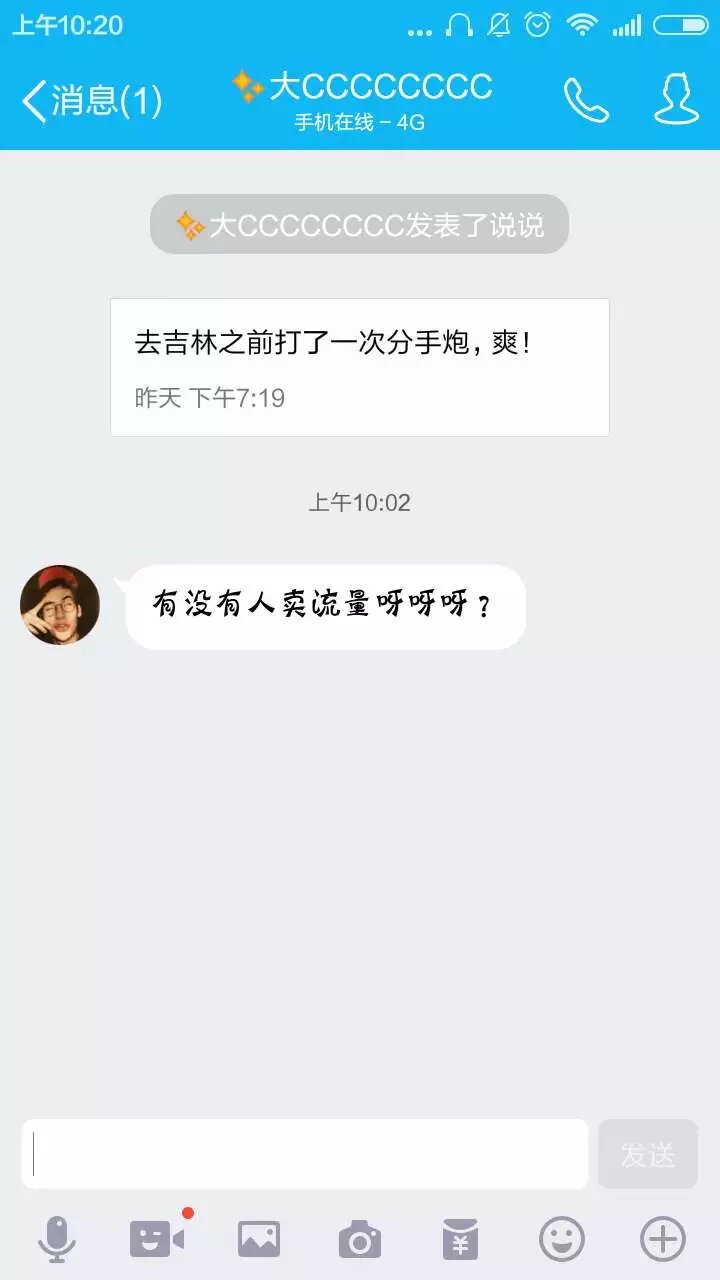 上午10:20
消息(1)
大CCCCCCCC
手机在线 – 4G
大CCCCCCCC发表了说说
去吉林之前打了一次分手炮，爽！
昨天 下午7:19
上午10:02
有没有人卖流量呀呀呀？
发送